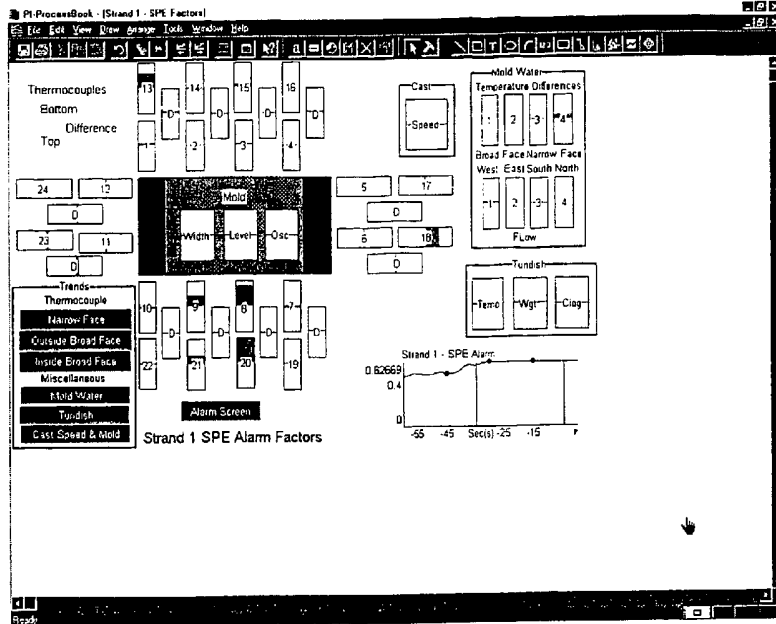 PI-ProcessBook - [Strand 1 - SPE Factors]
File Edit View Draw Arrange Tools Window Help
Thermocouples
Bottom
Difference
Top
13 D 14 D 15 D 16 D
1 2 3 4
Cast
Speed
Mold Water
Temperature Differences
1 2 3 4
Broad Face Narrow Face
West East South North
1 2 3 4
FLow
24 12
D
23 11
D
Mold
Width Level Osc
5 17
D
6 18
D
Tundish
Temp Wgt Clog
Trends
Thermocouple
Narrow Face
Outside Broad Face
Inside Broad Face
Miscellaneous
Mold Water
Tundish
Cast Speed & Mold
10 D 9 D 8 D 7 D
22 21 20 19
Alarm Screen
Strand 1 SPE Alarm Factors
Strand 1 - SPE Alarm
0.62669
0.4
0
-55 -45 Sec(s) -25 -15
Ready